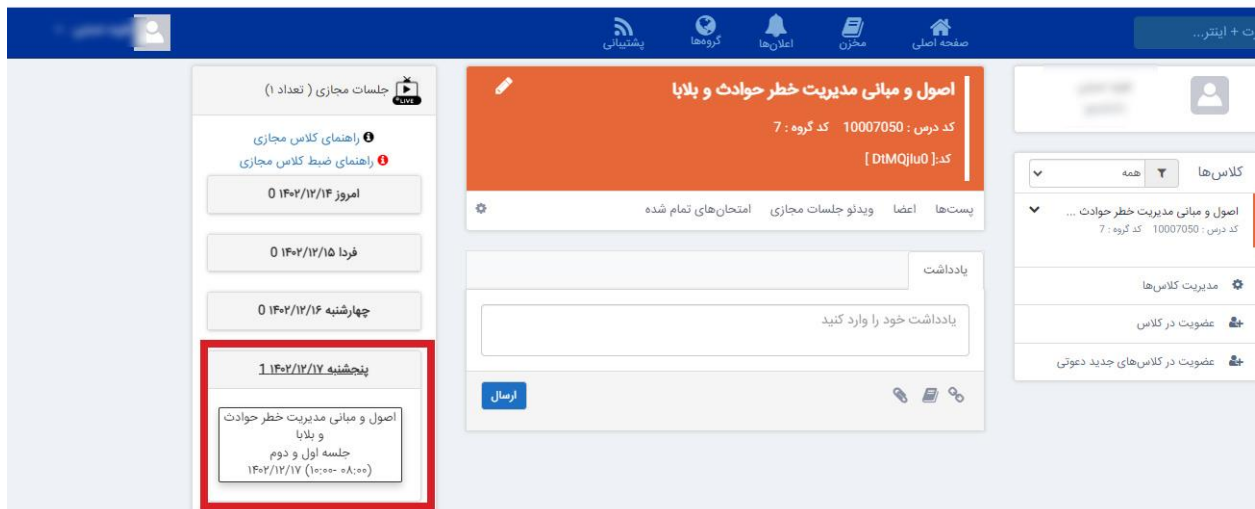 رت + اینتر...
صفحه اصلی
مخزن
اعلان‌ها
گروه‌ها
پشتیبانی
کلاس‌ها
همه
اصول و مبانی مدیریت خطر حوادث ...
کد درس : 10007050 کد گروه : 7
مدیریت کلاس‌ها
عضویت در کلاس
عضویت در کلاس‌های جدید دعوتی
اصول و مبانی مدیریت خطر حوادث و بلابا
کد درس : 10007050 کد گروه : 7
کد:[ DtMQjIu0 ]
پست‌ها اعضا ویدئو جلسات مجازی امتحان‌های تمام شده
یادداشت
یادداشت خود را وارد کنید
ارسال
جلسات مجازی ( تعداد ۱)
LIVE
راهنمای کلاس مجازی
راهنمای ضبط کلاس مجازی
امروز ۱۴۰۲/۱۲/۱۴ 0
فردا ۱۴۰۲/۱۲/۱۵ 0
چهارشنبه ۱۴۰۲/۱۲/۱۶ 0
پنجشنبه ۱۴۰۲/۱۲/۱۷ 1
اصول و مبانی مدیریت خطر حوادث
و بلابا
جلسه اول و دوم
(۰۸:۰۰ -۱۰:۰۰) ۱۴۰۲/۱۲/۱۷